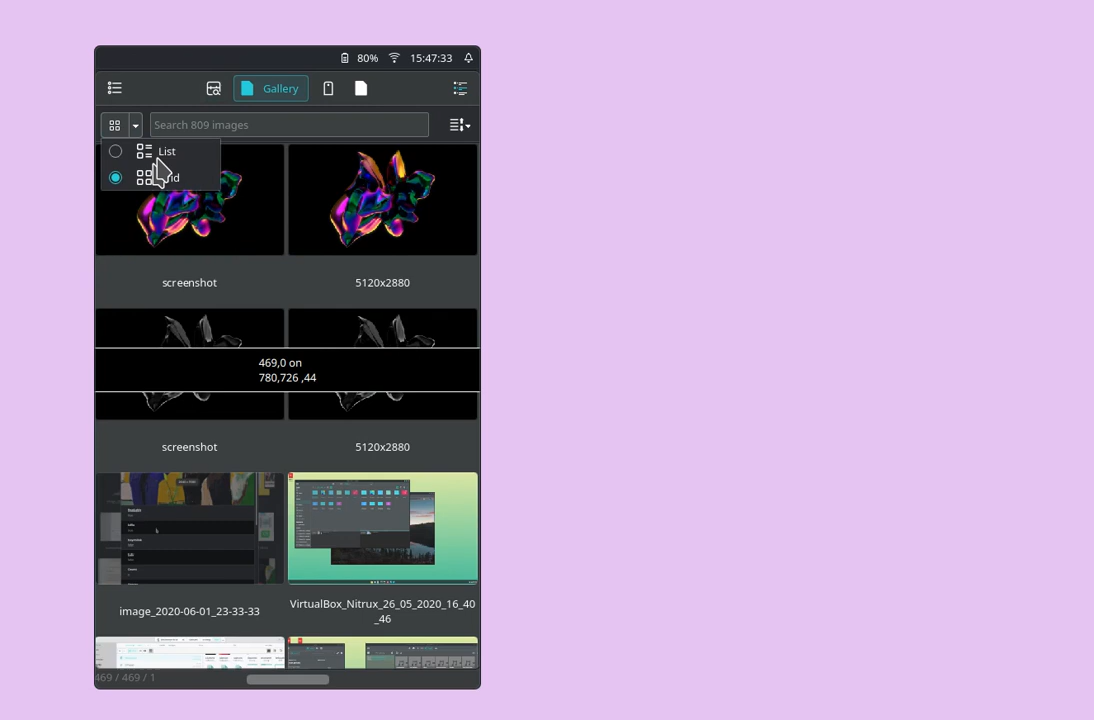 80% 15:47:33
Gallery
Search 809 images
List
screenshot
5120x2880
469,0 on
780,726 ,44
screenshot
5120x2880
image_2020-06-01_23-33-33
VirtualBox_Nitrux_26_05_2020_16_40
_46
469 / 469 / 1